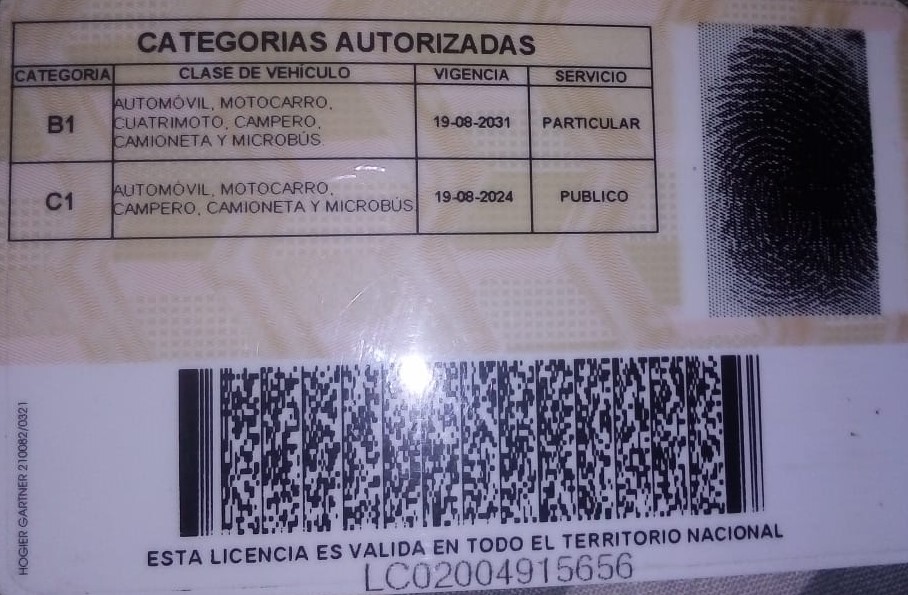 CATEGORIAS AUTORIZADAS
CATEGORIA CLASE DE VEHÍCULO VIGENCIA SERVICIO
B1 AUTOMÓVIL, MOTOCARRO, CUATRIMOTO, CAMPERO, CAMIONETA Y MICROBÚS 19-08-2031 PARTICULAR
C1 AUTOMÓVIL, MOTOCARRO, CAMPERO, CAMIONETA Y MICROBÚS 19-08-2024 PUBLICO
HOGIER GARTNER 210082/0321
ESTA LICENCIA ES VALIDA EN TODO EL TERRITORIO NACIONAL
LC02004915656